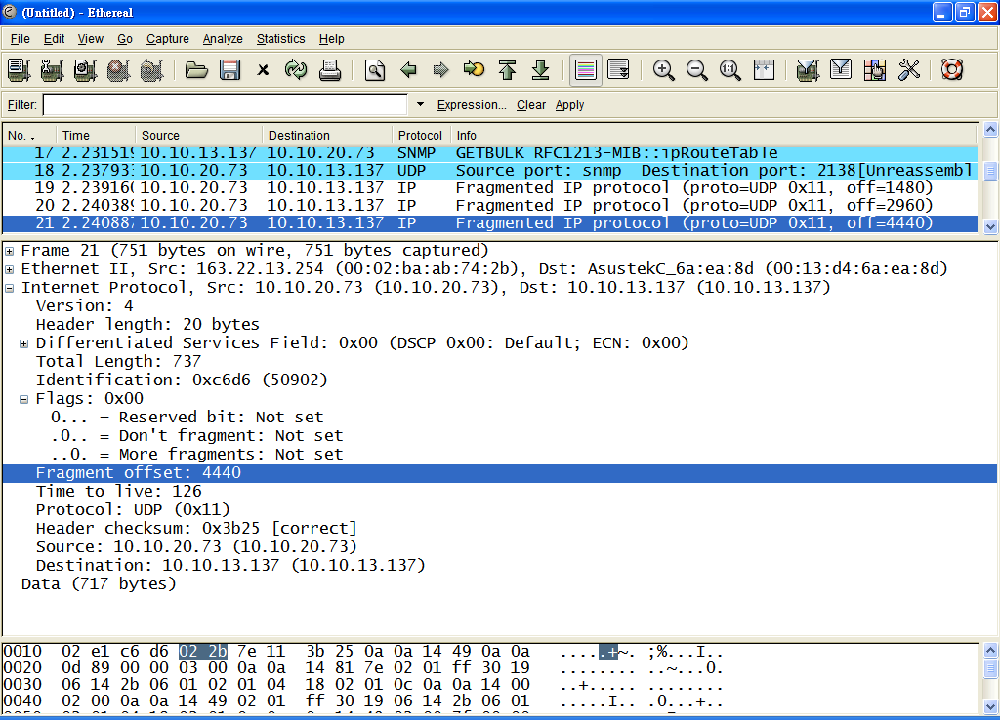 (Untitled) - Ethereal
File Edit View Go Capture Analyze Statistics Help
Filter: Expression... Clear Apply
No. . Time Source Destination Protocol Info
17 2.231519 10.10.13.137 10.10.20.73 SNMP GETBULK RFC1213-MIB::ipRouteTable
18 2.23793 10.10.20.73 10.10.13.137 UDP Source port: snmp Destination port: 2138[Unreassembl
19 2.239160 10.10.20.73 10.10.13.137 IP Fragmented IP protocol (proto=UDP 0x11, off=1480)
20 2.240389 10.10.20.73 10.10.13.137 IP Fragmented IP protocol (proto=UDP 0x11, off=2960)
21 2.240887 10.10.20.73 10.10.13.137 IP Fragmented IP protocol (proto=UDP 0x11, off=4440)
Frame 21 (751 bytes on wire, 751 bytes captured)
Ethernet II, Src: 163.22.13.254 (00:02:ba:ab:74:2b), Dst: AsustekC_6a:ea:8d (00:13:d4:6a:ea:8d)
Internet Protocol, Src: 10.10.20.73 (10.10.20.73), Dst: 10.10.13.137 (10.10.13.137)
Version: 4
Header length: 20 bytes
Differentiated Services Field: 0x00 (DSCP 0x00: Default; ECN: 0x00)
Total Length: 737
Identification: 0xc6d6 (50902)
Flags: 0x00
0... = Reserved bit: Not set
.0.. = Don't fragment: Not set
..0. = More fragments: Not set
Fragment offset: 4440
Time to live: 126
Protocol: UDP (0x11)
Header checksum: 0x3b25 [correct]
Source: 10.10.20.73 (10.10.20.73)
Destination: 10.10.13.137 (10.10.13.137)
Data (717 bytes)
0010 02 e1 c6 d6 02 2b 7e 11 3b 25 0a 0a 14 49 0a 0a .....+~. ;%...I..
0020 0d 89 00 00 03 00 0a 0a 14 81 7e 02 01 ff 30 19 ........ ..~...0.
0030 06 14 2b 06 01 02 01 04 18 02 01 0c 0a 0a 14 00 ..+..... ........
0040 02 00 0a 0a 14 49 02 01 ff 30 19 06 14 2b 06 01 .....I.. .0...+..